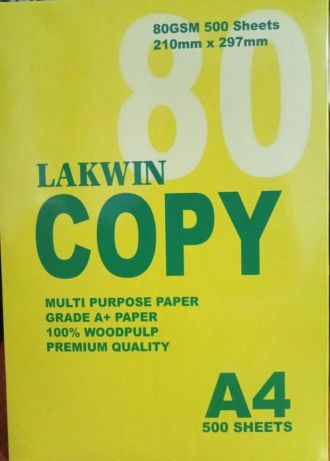 80
80GSM 500 Sheets
210mm x 297mm
LAKWIN
COPY
MULTI PURPOSE PAPER
GRADE A+ PAPER
100% WOODPULP
PREMIUM QUALITY
A4
500 SHEETS